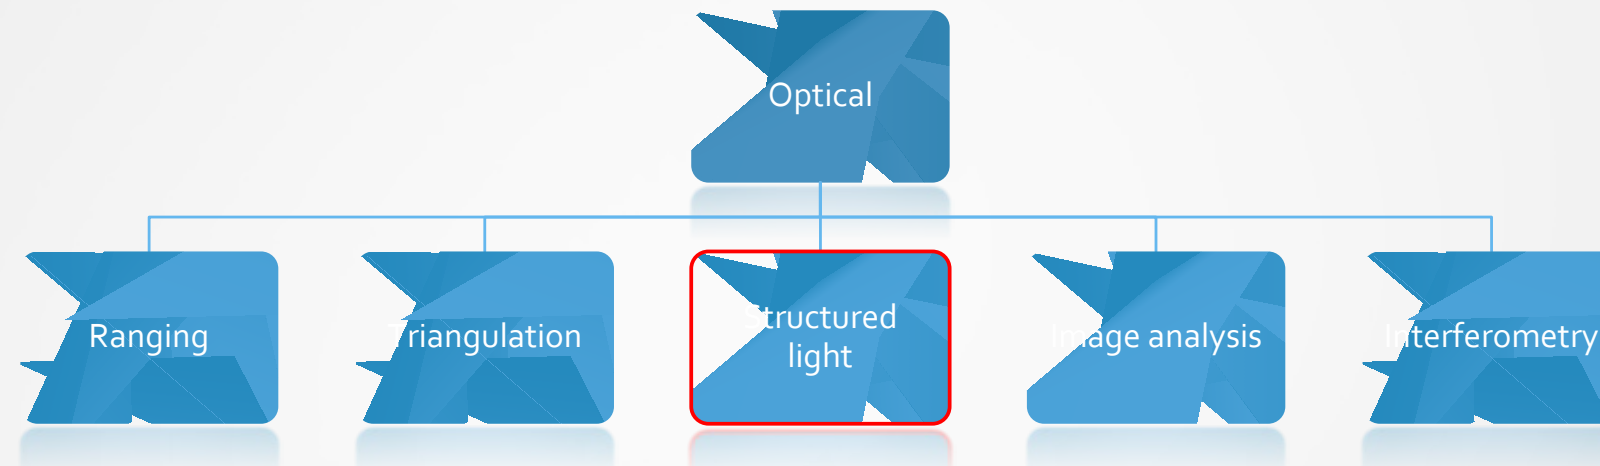 Optical
Ranging
Triangulation
Structured
light
Image analysis
Interferometry